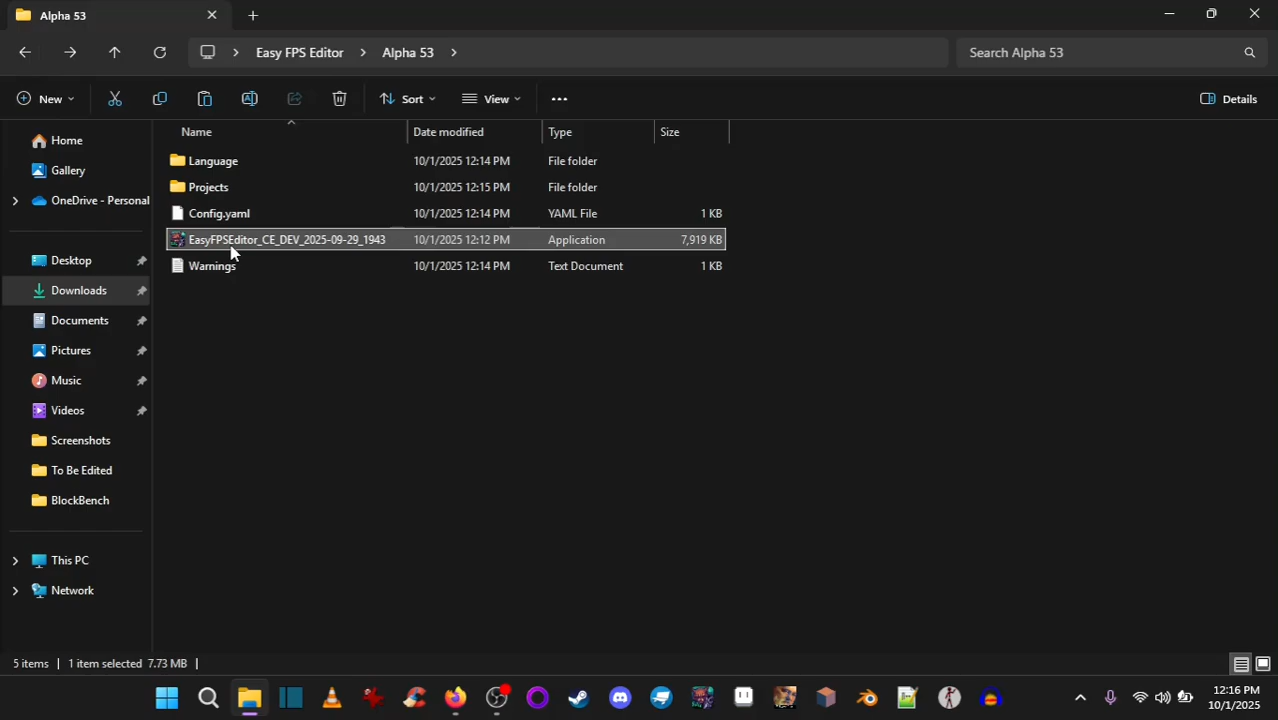 Alpha 53
Easy FPS Editor
Alpha 53
Search Alpha 53
New
Sort
View
Details
Name
Date modified
Type
Size
Home
Gallery
OneDrive - Personal
Desktop
Downloads
Documents
Pictures
Music
Videos
Screenshots
To Be Edited
BlockBench
This PC
Network
Language 10/1/2025 12:14 PM File folder
Projects 10/1/2025 12:15 PM File folder
Config.yaml 10/1/2025 12:14 PM YAML File 1 KB
EasyFPSEditor_CE_DEV_2025-09-29_1943 10/1/2025 12:12 PM Application 7,919 KB
Warnings 10/1/2025 12:14 PM Text Document 1 KB
5 items 1 item selected 7.73 MB
12:16 PM
10/1/2025